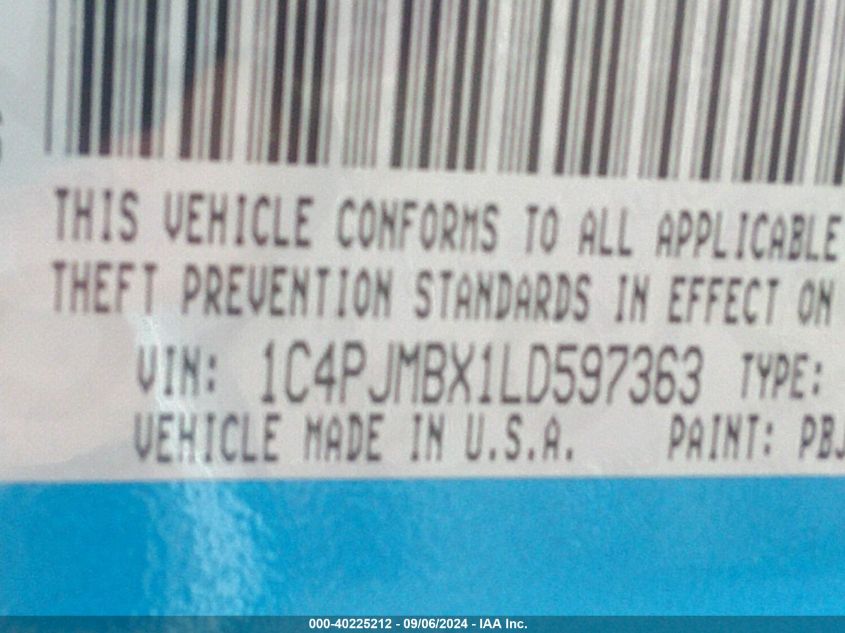 THIS VEHICLE CONFORMS TO ALL APPLICABLE
THEFT PREVENTION STANDARDS IN EFFECT ON
VIN: 1C4PJMBX1LD597363 TYPE:
VEHICLE MADE IN U.S.A. PAINT: PBJ
000-40225212 - 09/06/2024 - IAA Inc.